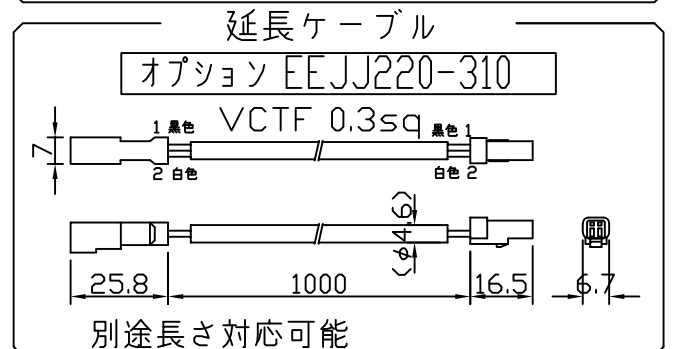 延長ケーブル
オプション EEJJ220-310
VCTF 0.3sq
1 黒色
黒色 1
7
2 白色
白色 2
(φ4.6)
25.8
1000
16.5
6.7
別途長さ対応可能